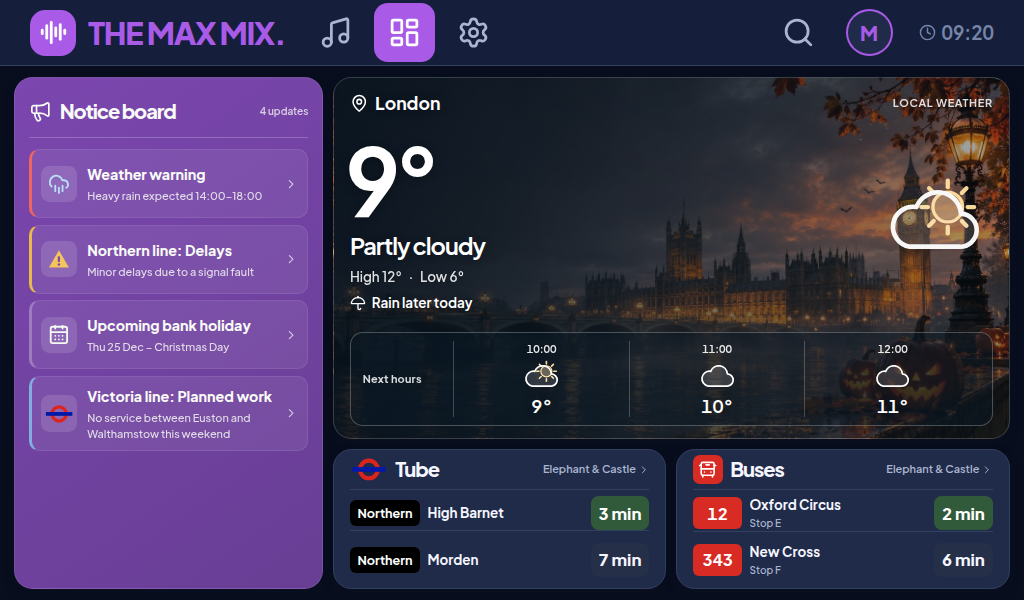 THE MAX MIX.
M
09:20
Notice board
4 updates
Weather warning
Heavy rain expected 14:00–18:00
Northern line: Delays
Minor delays due to a signal fault
Upcoming bank holiday
Thu 25 Dec – Christmas Day
Victoria line: Planned work
No service between Euston and
Walthamstow this weekend
London
LOCAL WEATHER
9°
Partly cloudy
High 12° · Low 6°
Rain later today
Next hours
10:00
9°
11:00
10°
12:00
11°
Tube
Elephant & Castle
Northern High Barnet 3 min
Northern Morden 7 min
Buses
Elephant & Castle
12 Oxford Circus 2 min
Stop E
343 New Cross 6 min
Stop F